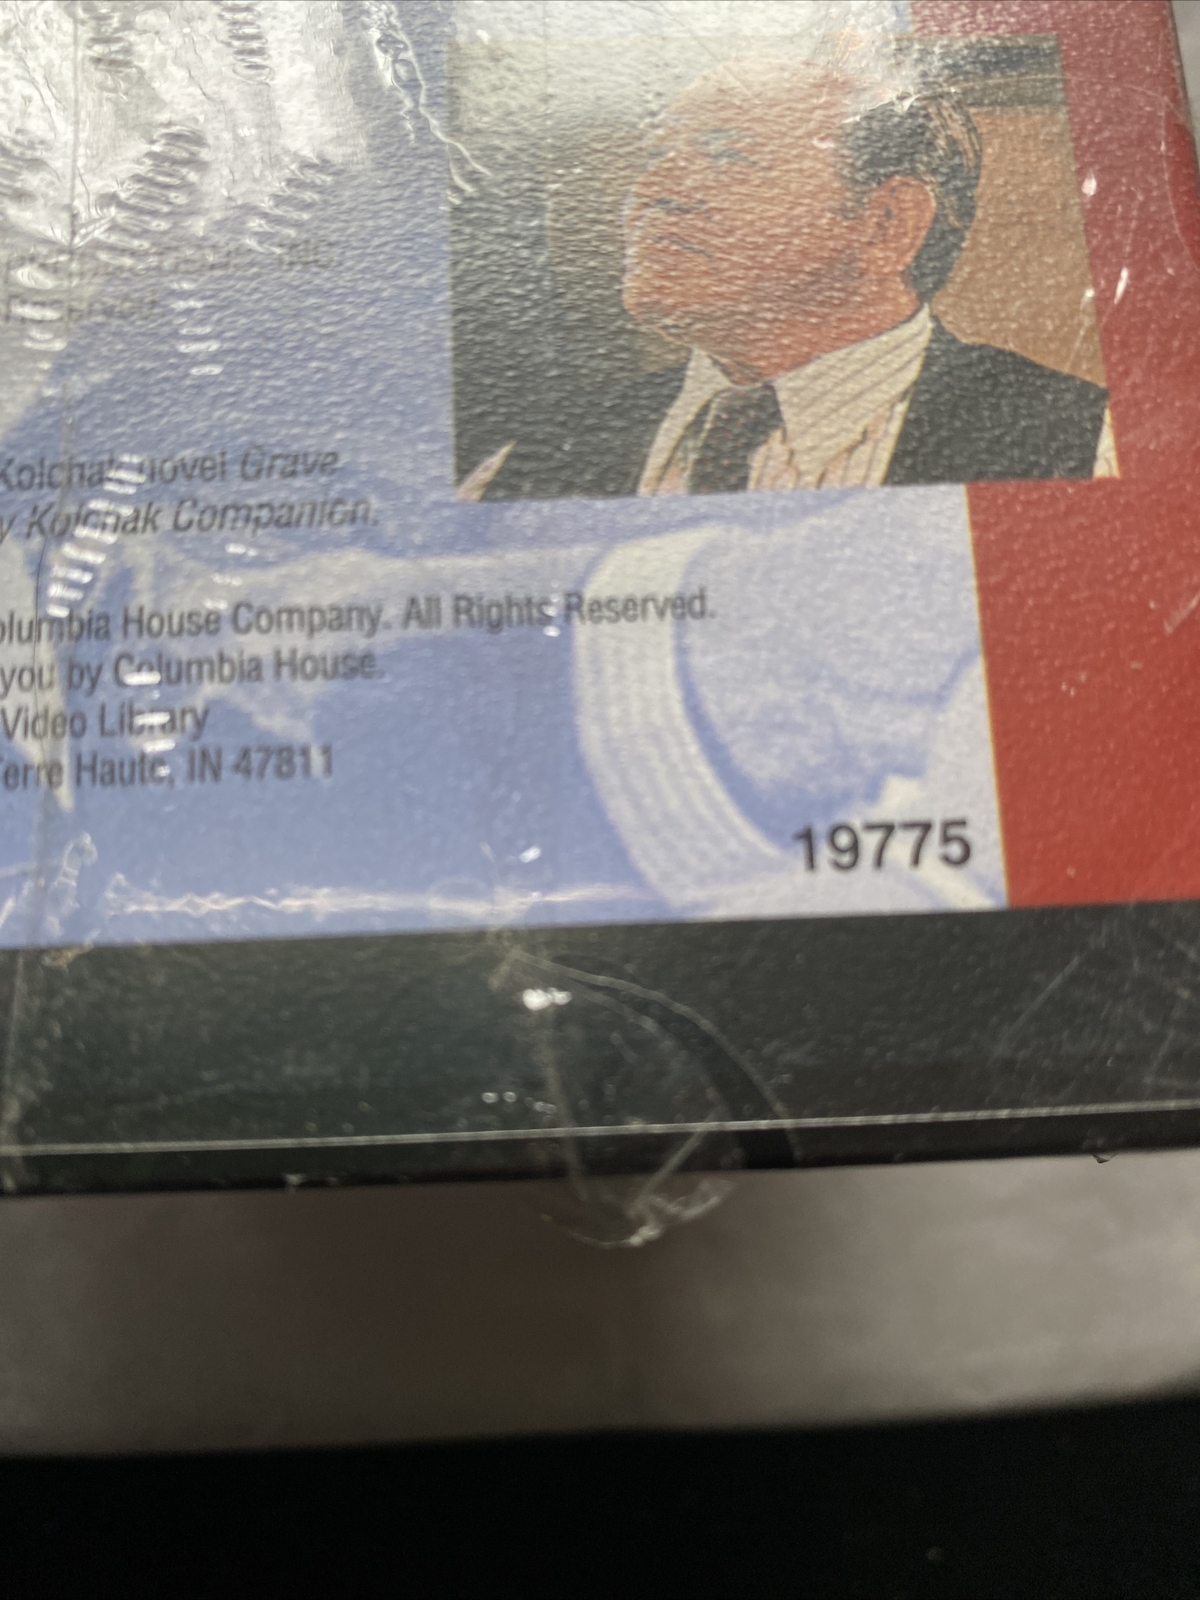 Kolchak novel Grave
y Kolchak Companion.
olumbia House Company. All Rights Reserved.
you by Columbia House.
Video Library
Terre Haute, IN 47811
19775